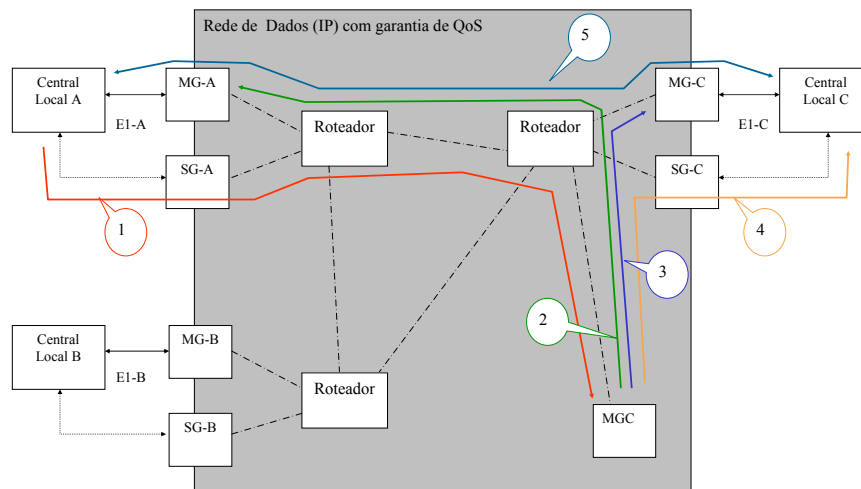 Rede de Dados (IP) com garantia de QoS
5
Central
Local A
MG-A
MG-C
Central
Local C
E1-A
Roteador
Roteador
E1-C
SG-A
SG-C
1
4
3
2
Central
Local B
MG-B
E1-B
Roteador
SG-B
MGC